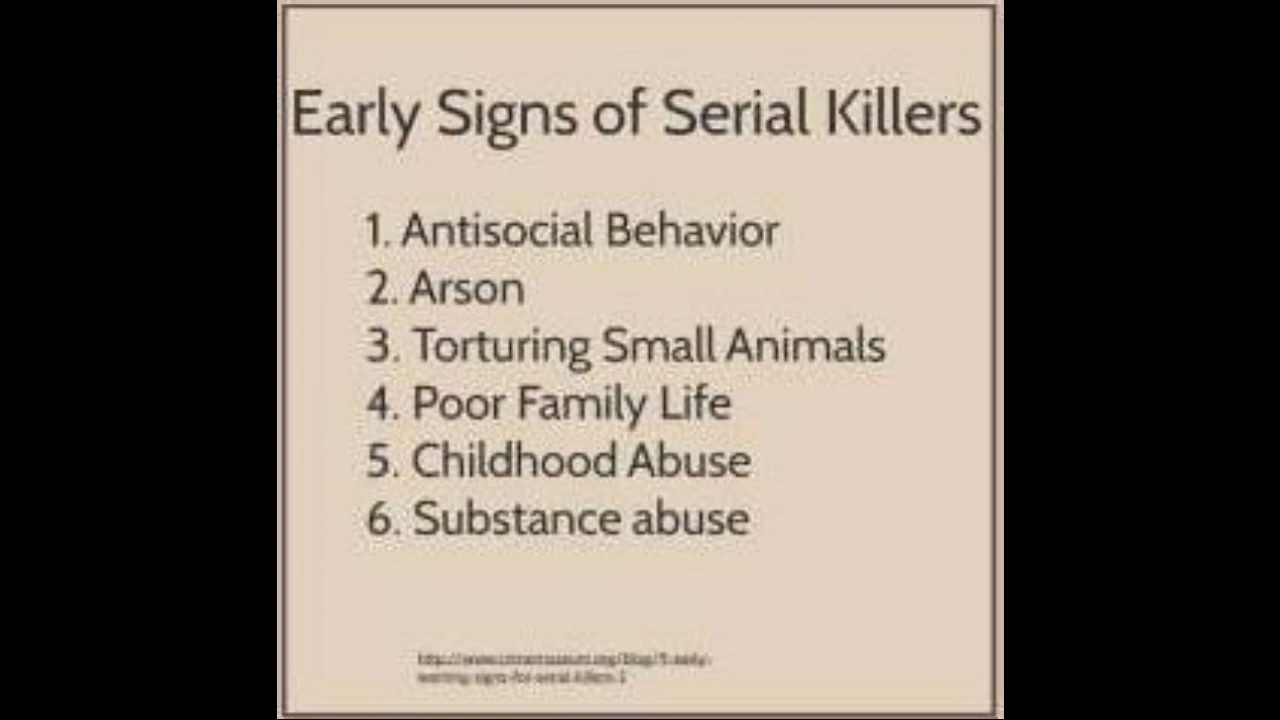 Early Signs of Serial Killers
1. Antisocial Behavior
2. Arson
3. Torturing Small Animals
4. Poor Family Life
5. Childhood Abuse
6. Substance abuse